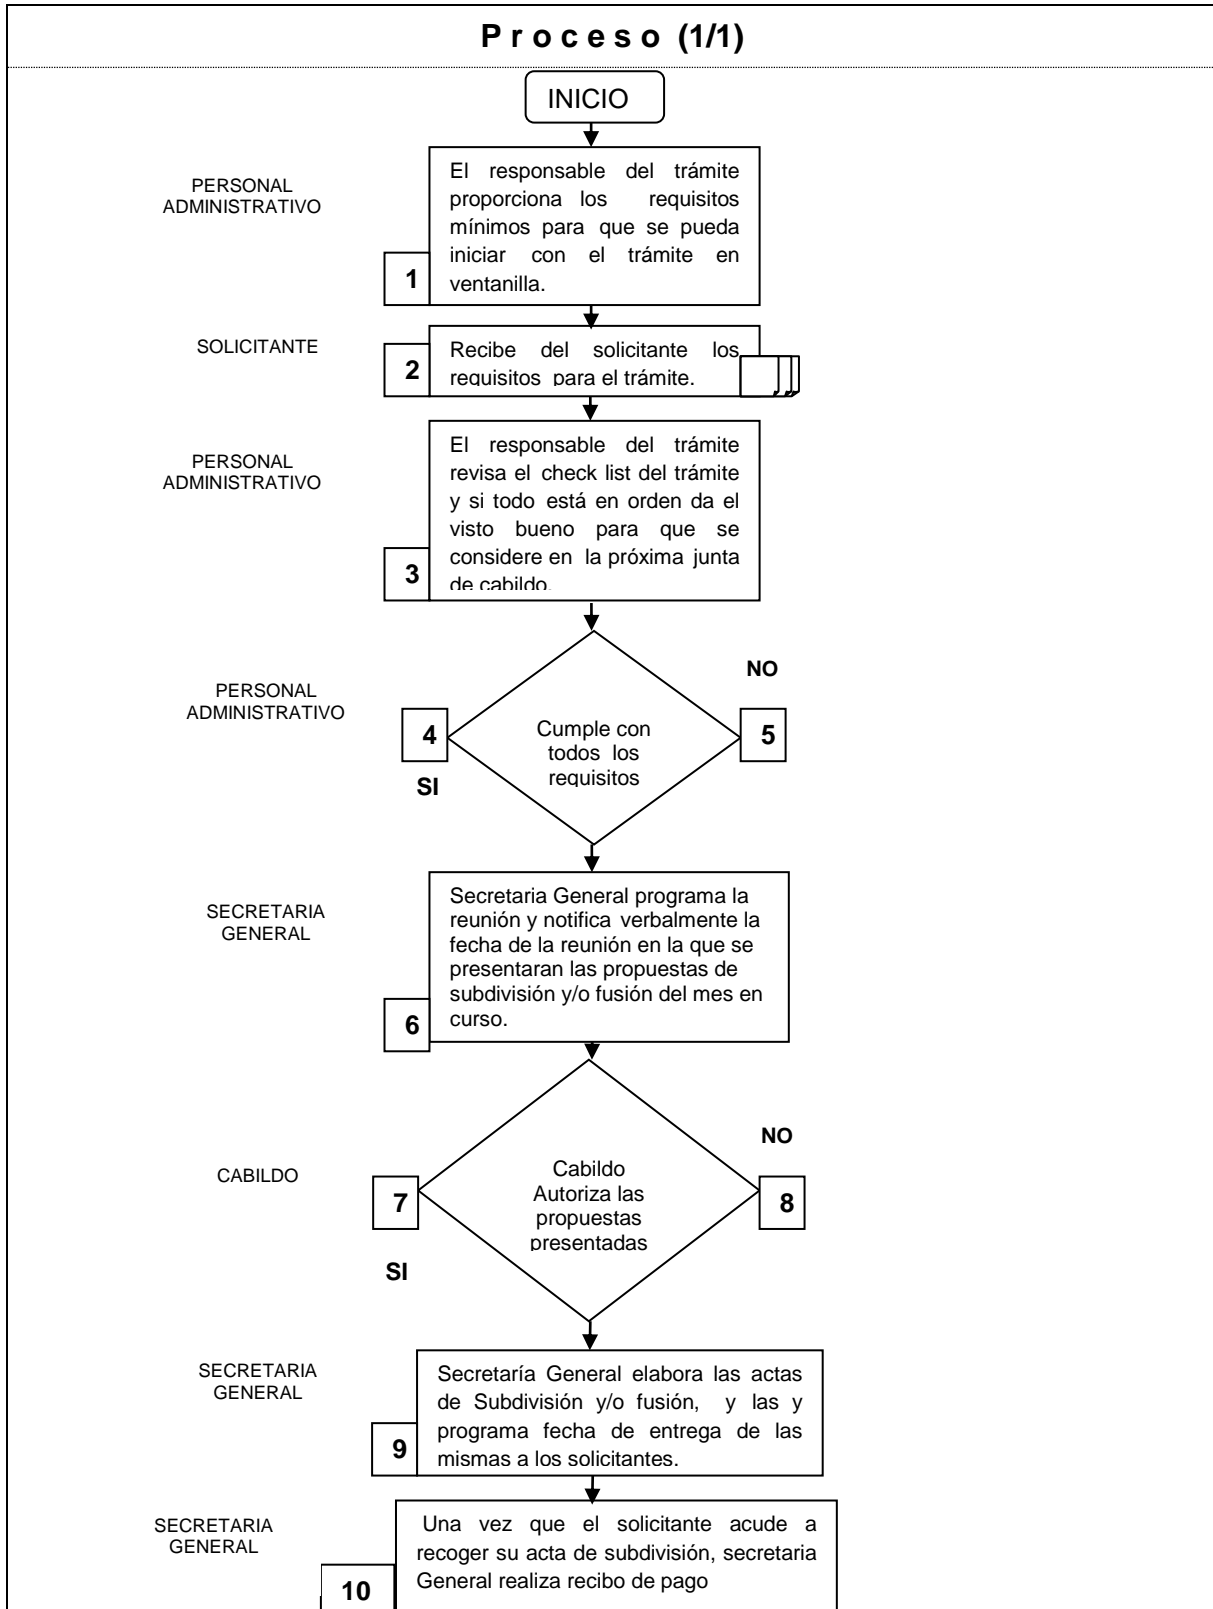 P r o c e s o (1/1)
INICIO
PERSONAL
ADMINISTRATIVO
El responsable del trámite
proporciona los requisitos
mínimos para que se pueda
iniciar con el trámite en
ventanilla.
1
SOLICITANTE
Recibe del solicitante los
requisitos para el trámite.
2
PERSONAL
ADMINISTRATIVO
El responsable del trámite
revisa el check list del trámite
y si todo está en orden da el
visto bueno para que se
considere en la próxima junta
de cabildo.
3
PERSONAL
ADMINISTRATIVO
4
SI
Cumple con
todos los
requisitos
NO
5
SECRETARIA
GENERAL
Secretaria General programa la
reunión y notifica verbalmente la
fecha de la reunión en la que se
presentaran las propuestas de
subdivisión y/o fusión del mes en
curso.
6
CABILDO
7
SI
Cabildo
Autoriza las
propuestas
presentadas
NO
8
SECRETARIA
GENERAL
Secretaría General elabora las actas
de Subdivisión y/o fusión, y las y
programa fecha de entrega de las
mismas a los solicitantes.
9
SECRETARIA
GENERAL
Una vez que el solicitante acude a
recoger su acta de subdivisión, secretaria
General realiza recibo de pago
10